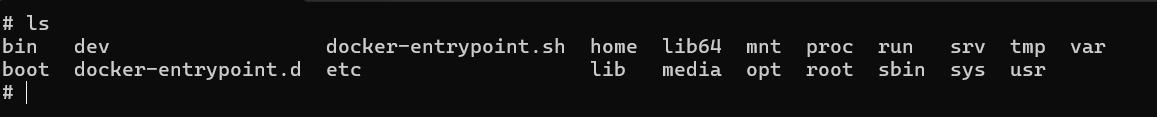 # ls
bin dev docker-entrypoint.sh home lib64 mnt proc run srv tmp var
boot docker-entrypoint.d etc lib media opt root sbin sys usr
#